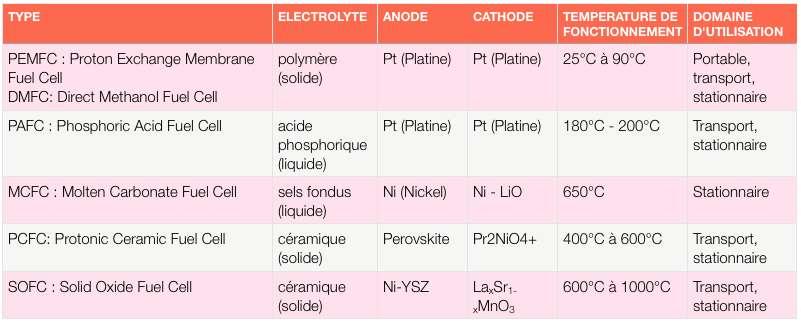 TYPE ELECTROLYTE ANODE CATHODE TEMPERATURE DE FONCTIONNEMENT DOMAINE D'UTILISATION
PEMFC : Proton Exchange Membrane polymère Pt (Platine) Pt (Platine) 25°C à 90°C Portable,
Fuel Cell (solide) transport,
DMFC: Direct Methanol Fuel Cell stationnaire
PAFC : Phosphoric Acid Fuel Cell acide Pt (Platine) Pt (Platine) 180°C - 200°C Transport,
phosphorique stationnaire
(liquide)
MCFC : Molten Carbonate Fuel Cell sels fondus Ni (Nickel) Ni - LiO 650°C Stationnaire
(liquide)
PCFC: Protonic Ceramic Fuel Cell céramique Perovskite Pr2NiO4+ 400°C à 600°C Transport,
(solide) stationnaire
SOFC : Solid Oxide Fuel Cell céramique Ni-YSZ LaxSr1- 600°C à 1000°C Transport,
(solide) xMnO3 stationnaire